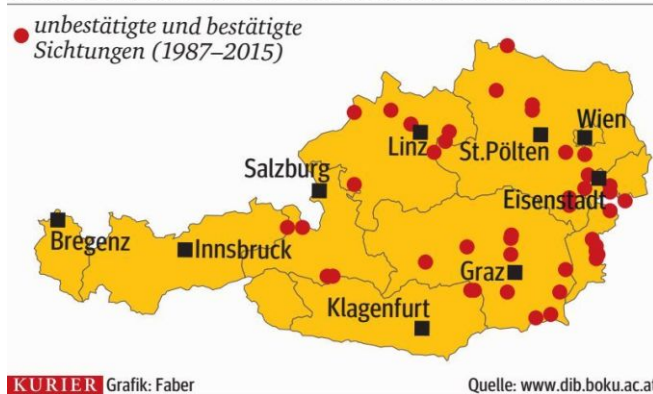 unbestätigte und bestätigte
Sichtungen (1987–2015)
Wien
Linz
St.Pölten
Salzburg
Eisenstadt
Bregenz
Innsbruck
Graz
Klagenfurt
KURIER Grafik: Faber
Quelle: www.dib.boku.ac.at